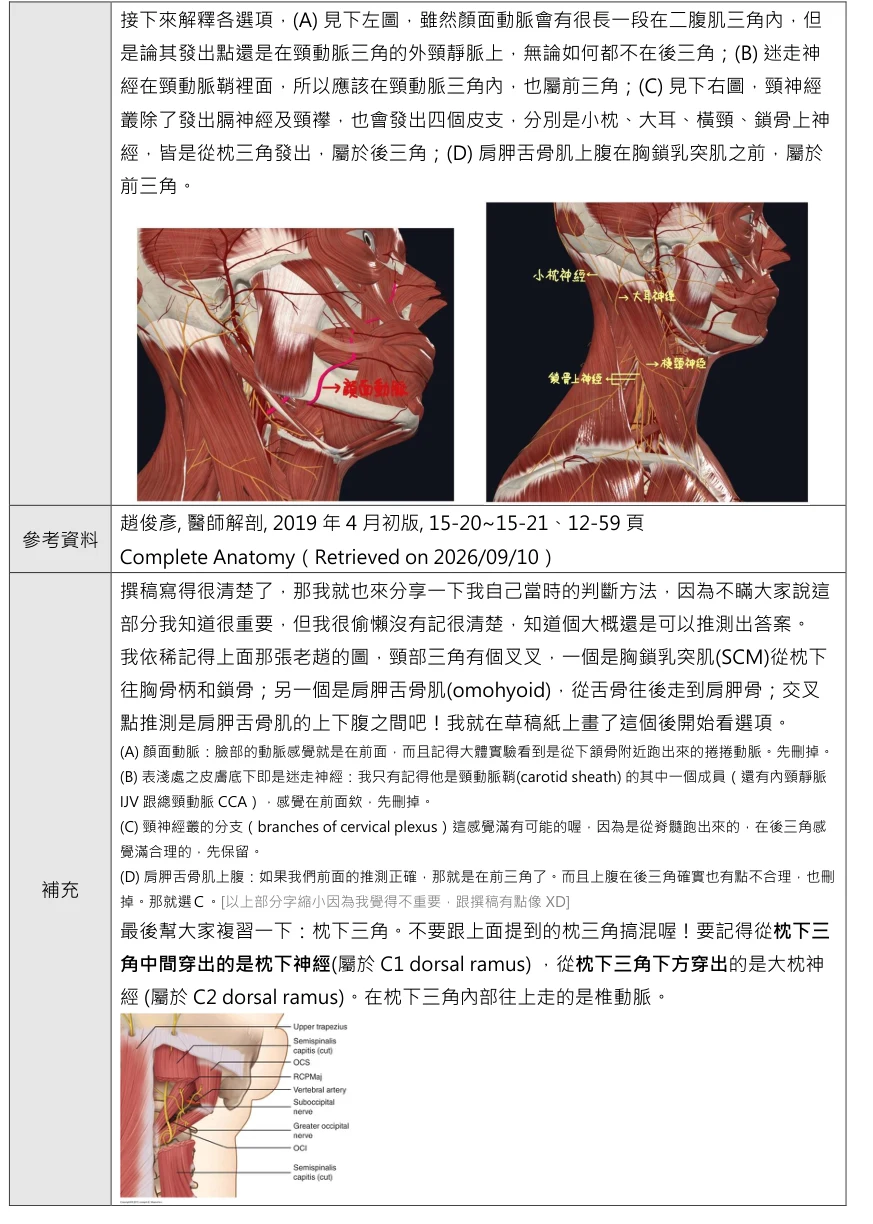 接下來解釋各選項，(A) 見下左圖，雖然顏面動脈會有很長一段在二腹肌三角內，但
是論其發出點還是在頸動脈三角的外頸靜脈上，無論如何都不在後三角；(B) 迷走神
經在頸動脈鞘裡面，所以應該在頸動脈三角內，也屬前三角；(C) 見下右圖，頸神經
叢除了發出膈神經及頸襻，也會發出四個皮支，分別是小枕、大耳、橫頸、鎖骨上神
經，皆是從枕三角發出，屬於後三角；(D) 肩胛舌骨肌上腹在胸鎖乳突肌之前，屬於
前三角。
→顏面動脈
小枕神經←
→大耳神經
→橫頸神經
鎖骨上神經←
參考資料
趙俊彥, 醫師解剖, 2019 年 4 月初版, 15-20~15-21、12-59 頁
Complete Anatomy（Retrieved on 2026/09/10）
補充
撰稿寫得很清楚了，那我就也來分享一下我自己當時的判斷方法，因為不瞞大家說這
部分我知道很重要，但我很偷懶沒有記很清楚，知道個大概還是可以推測出答案。
我依稀記得上面那張老趙的圖，頸部三角有個叉叉，一個是胸鎖乳突肌(SCM)從枕下
往胸骨柄和鎖骨；另一個是肩胛舌骨肌(omohyoid)，從舌骨往後走到肩胛骨；交叉
點推測是肩胛舌骨肌的上下腹之間吧！我就在草稿紙上畫了這個後開始看選項。
(A) 顏面動脈：臉部的動脈感覺就是在前面，而且記得大體實驗看到是從下頷骨附近跑出來的捲捲動脈。先刪掉。
(B) 表淺處之皮膚底下即是迷走神經：我只有記得他是頸動脈鞘(carotid sheath) 的其中一個成員（還有內頸靜脈
IJV 跟總頸動脈 CCA），感覺在前面欸，先刪掉。
(C) 頸神經叢的分支（branches of cervical plexus）這感覺滿有可能的喔，因為是從脊髓跑出來的，在後三角感
覺滿合理的，先保留。
(D) 肩胛舌骨肌上腹：如果我們前面的推測正確，那就是在前三角了。而且上腹在後三角確實也有點不合理，也刪
掉。那就選C。[以上部分字縮小因為我覺得不重要，跟撰稿有點像 XD]
最後幫大家複習一下：枕下三角。不要跟上面提到的枕三角搞混喔！要記得從枕下三
角中間穿出的是枕下神經(屬於 C1 dorsal ramus) ，從枕下三角下方穿出的是大枕神
經 (屬於 C2 dorsal ramus)。在枕下三角內部往上走的是椎動脈。
Upper trapezius
Semispinalis
capitis (cut)
OCS
RCPMaj
Vertebral artery
Suboccipital
nerve
Greater occipital
nerve
OCI
Semispinalis
capitis (cut)